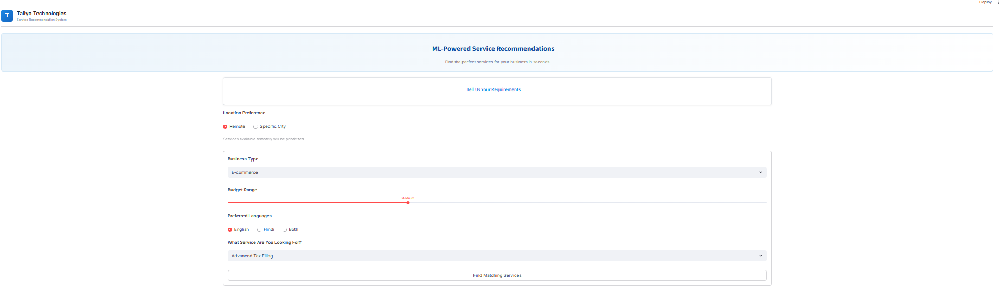 Deploy
T
Tailyo Technologies
Service Recommendation System
ML-Powered Service Recommendations
Find the perfect services for your business in seconds
Tell Us Your Requirements
Location Preference
Remote Specific City
Services available remotely will be prioritized
Business Type
E-commerce
Budget Range
Medium
Preferred Languages
English Hindi Both
What Service Are You Looking For?
Advanced Tax Filing
Find Matching Services